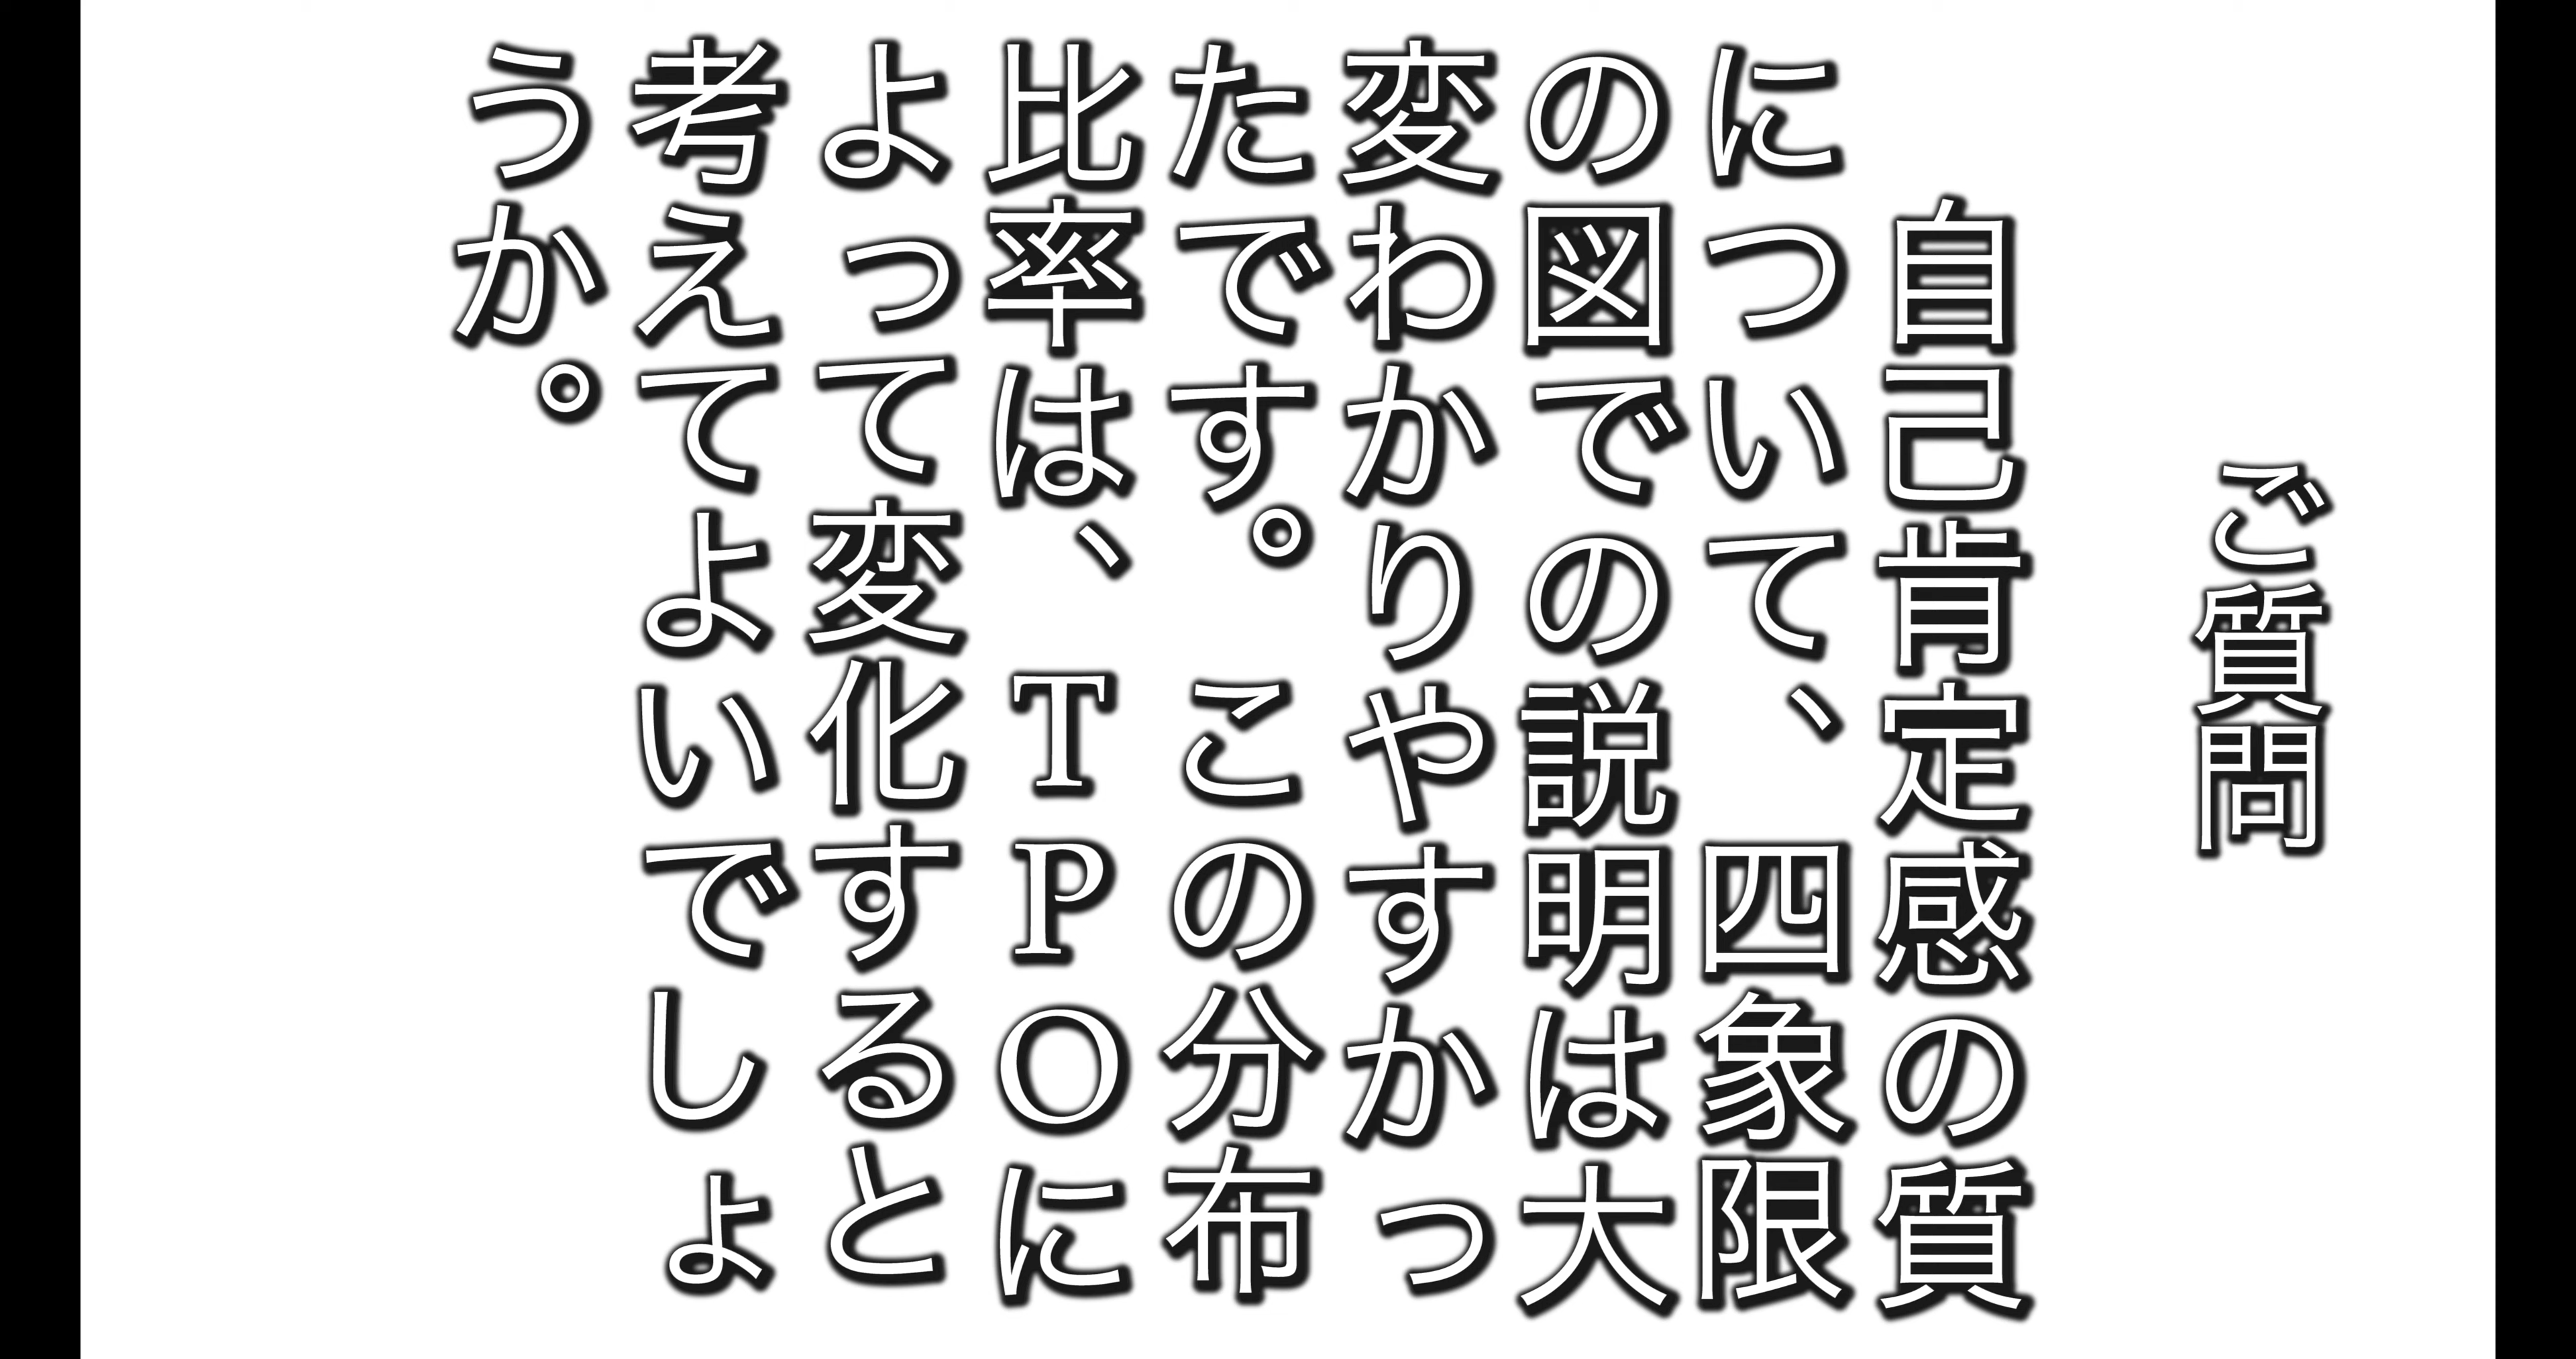 ご質問
自己肯定感の質
について、四象限
の図での説明は大
変わかりやすかっ
たです。この分布
比率は、TPOに
よって変化すると
考えてよいでしょ
うか。